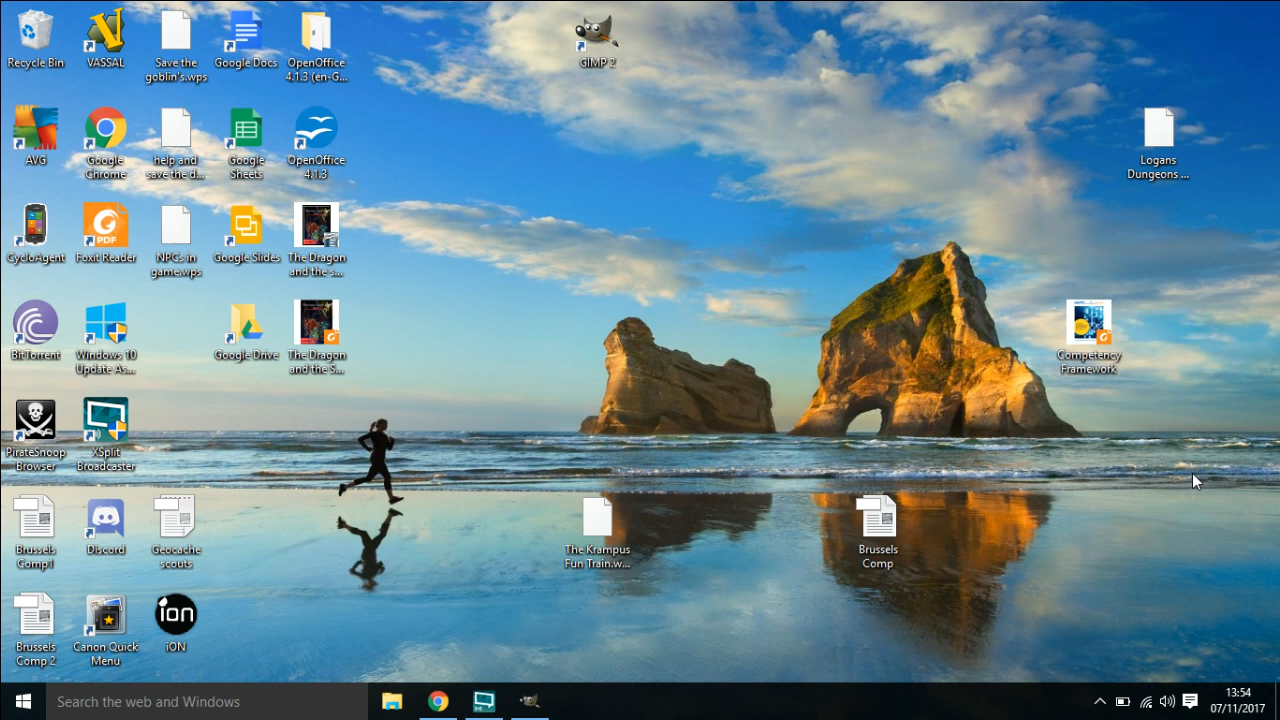 Recycle Bin
VASSAL
Save the
goblin's.wps
Google Docs
OpenOffice
4.1.3 (en-G...
GIMP 2
AVG
Google
Chrome
help and
save the d...
Google
Sheets
OpenOffice
4.1.3
Logans
Dungeons ...
CycloAgent
Foxit Reader
PDF
NPCs in
game.wps
Google Slides
The Dragon
and the s...
BitTorrent
Windows 10
Update As...
Google Drive
The Dragon
and the S...
Competency
Framework
PirateSnoop
Browser
XSplit
Broadcaster
Brussels
Comp1
Discord
Geocache
scouts
The Krampus
Fun Train.w...
Brussels
Comp
Brussels
Comp 2
Canon Quick
Menu
iON
iON
Search the web and Windows
13:54
07/11/2017